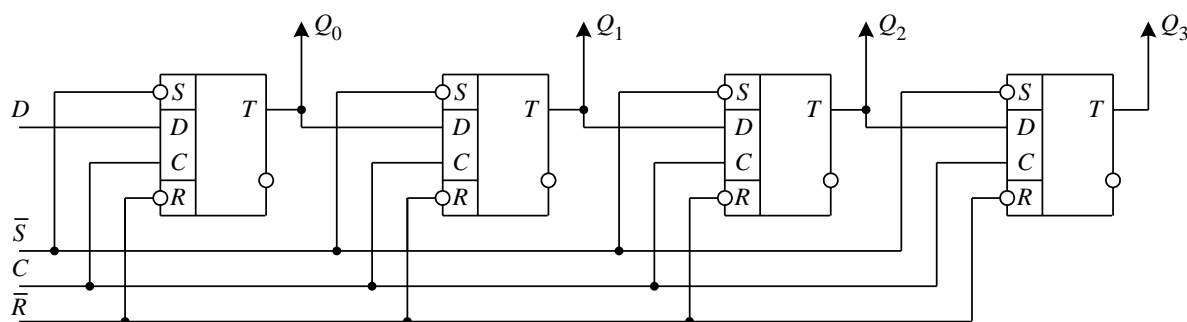 Q0 Q1 Q2 Q3
S S S S
D T T T T
D D D D
C C C C
R R R R
S̅
C
R̅